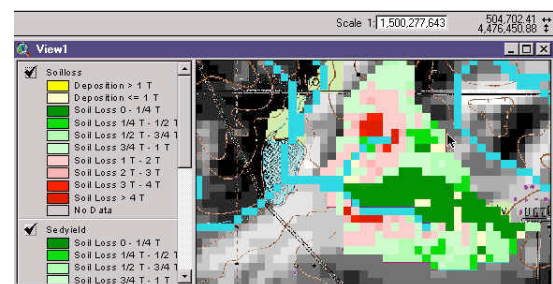 Scale 1: 1,500,277,643
504,702.41
4,476,450.88
View1
Soilloss
Deposition > 1 T
Deposition <= 1 T
Soil Loss 0 - 1/4 T
Soil Loss 1/4 T - 1/2 T
Soil Loss 1/2 T - 3/4 T
Soil Loss 3/4 T - 1 T
Soil Loss 1 T - 2 T
Soil Loss 2 T - 3 T
Soil Loss 3 T - 4 T
Soil Loss > 4 T
No Data
Sedyield
Soil Loss 0 - 1/4 T
Soil Loss 1/4 T - 1/2
Soil Loss 1/2 T - 3/4
Soil Loss 3/4 T - 1 T